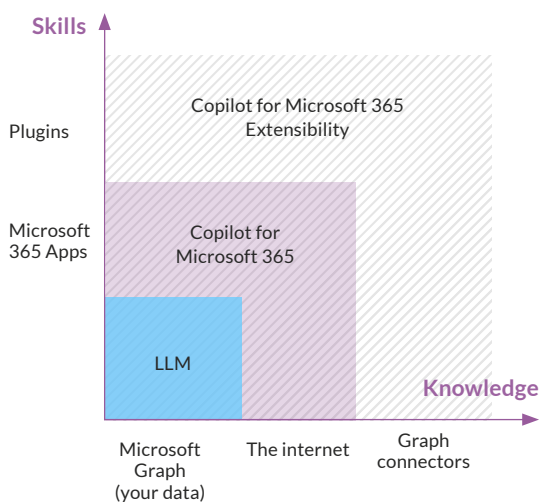 Skills
Copilot for Microsoft 365
Extensibility
Plugins
Microsoft
365 Apps
Copilot for
Microsoft 365
LLM
Knowledge
Microsoft
Graph
(your data)
The internet
Graph
connectors